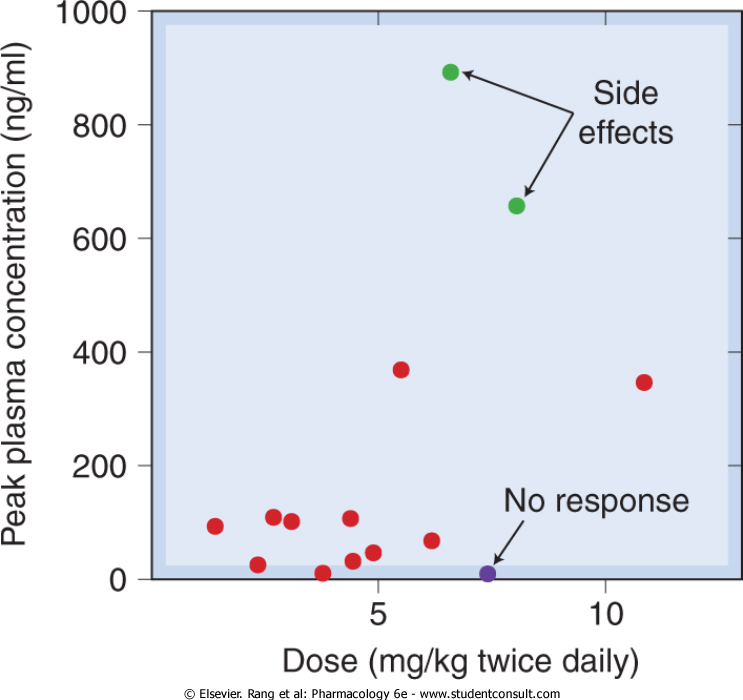 Peak plasma concentration (ng/ml)
1000
800
600
400
200
0
Side
effects
No response
5
10
Dose (mg/kg twice daily)
© Elsevier. Rang et al: Pharmacology 6e - www.studentconsult.com